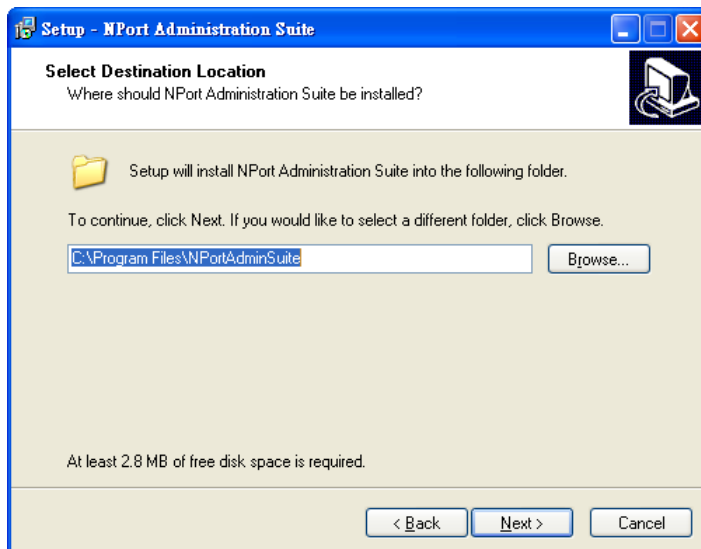 Setup - NPort Administration Suite
Select Destination Location
Where should NPort Administration Suite be installed?
Setup will install NPort Administration Suite into the following folder.
To continue, click Next. If you would like to select a different folder, click Browse.
C:\Program Files\NPortAdminSuite
Browse...
At least 2.8 MB of free disk space is required.
< Back
Next >
Cancel